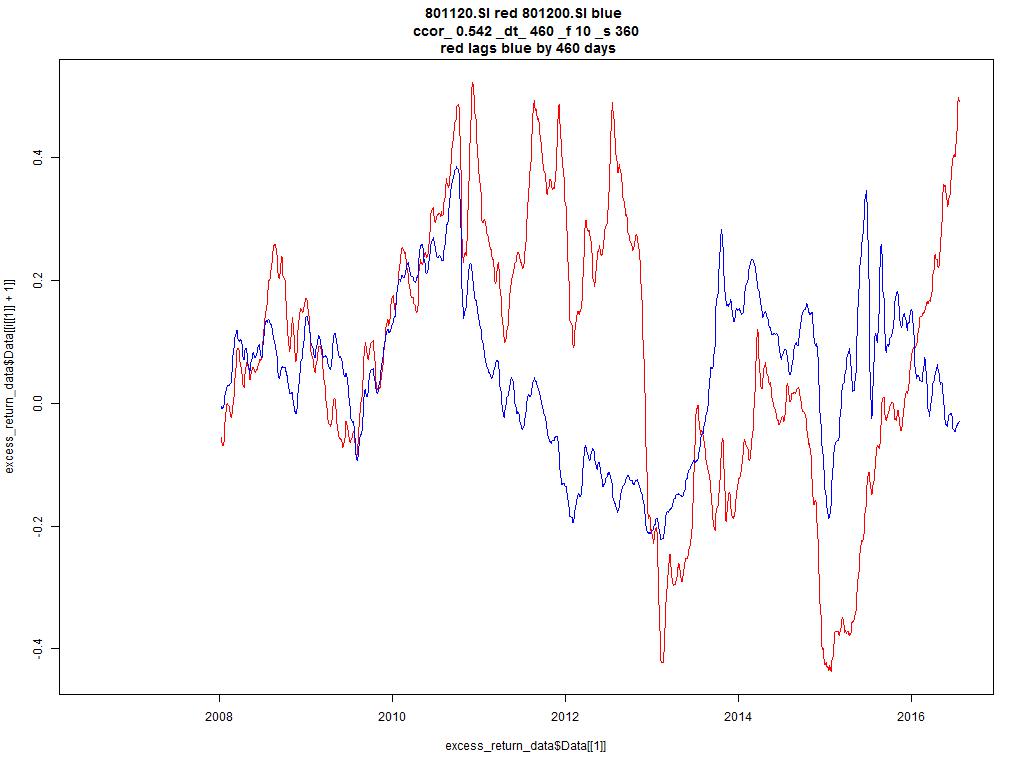 801120.SI red 801200.SI blue
ccor_ 0.542 _dt_ 460 _f 10 _s 360
red lags blue by 460 days
excess_return_data$Data[[i[1]] + 1]]
0.4
0.2
0.0
-0.2
-0.4
2008 2010 2012 2014 2016
excess_return_data$Data[[1]]